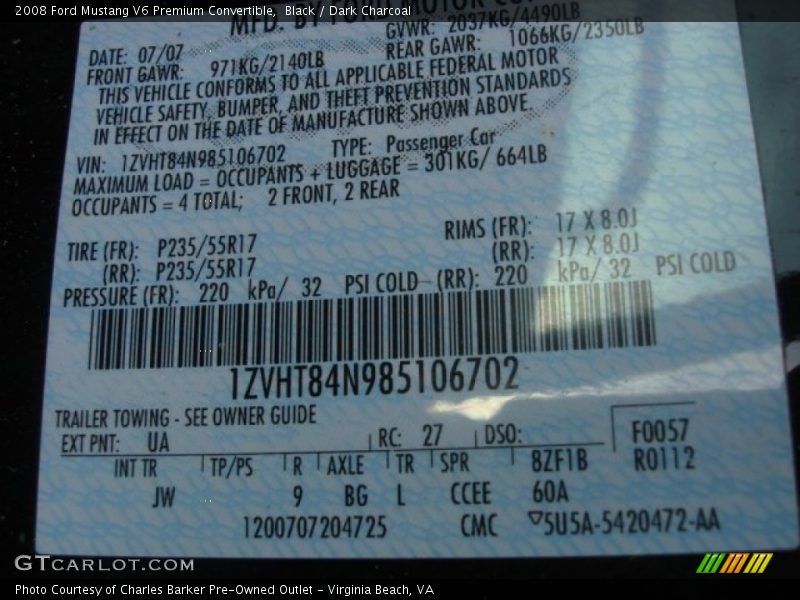 2008 Ford Mustang V6 Premium Convertible,  Black / Dark Charcoal
MFD. BY FORD MOTOR CO
GVWR: 2037KG/4490LB
DATE: 07/07
REAR GAWR: 1066KG/2350LB
FRONT GAWR: 971KG/2140LB
THIS VEHICLE CONFORMS TO ALL APPLICABLE FEDERAL MOTOR
VEHICLE SAFETY, BUMPER, AND THEFT PREVENTION STANDARDS
IN EFFECT ON THE DATE OF MANUFACTURE SHOWN ABOVE.
VIN: 1ZVHT84N985106702 TYPE: Passenger Car
MAXIMUM LOAD = OCCUPANTS + LUGGAGE = 301KG/ 664LB
OCCUPANTS = 4 TOTAL; 2 FRONT, 2 REAR
TIRE (FR): P235/55R17 RIMS (FR): 17 X 8.0J
(RR): P235/55R17 (RR): 17 X 8.0J
PRESSURE (FR): 220 kPa/ 32 PSI COLD (RR): 220 kPa/ 32 PSI COLD
1ZVHT84N985106702
TRAILER TOWING - SEE OWNER GUIDE
EXT PNT: UA RC: 27 DSO: F0057
INT TR TP/PS R AXLE TR SPR 8ZF1B R0112
JW 9 BG L CCEE 60A
1200707204725 CMC ▽5U5A-5420472-AA
GTCARLOT.COM
Photo Courtesy of Charles Barker Pre-Owned Outlet - Virginia Beach, VA